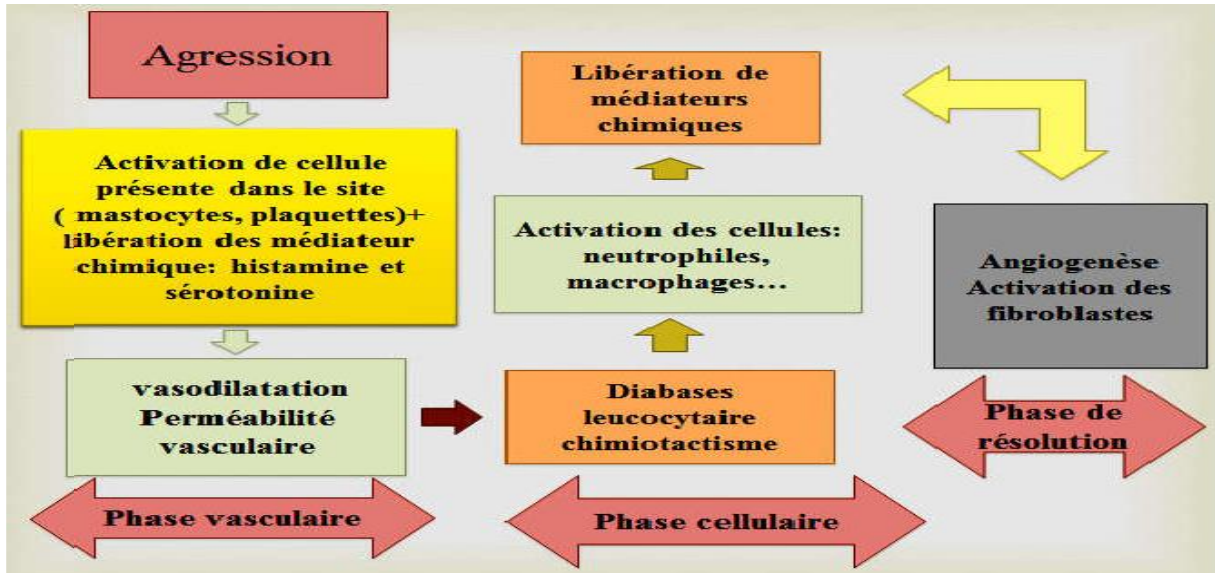 Agression
Activation de cellule
présente dans le site
( mastocytes, plaquettes)+
libération des médiateur
chimique: histamine et
sérotonine
vasodilatation
Perméabilité
vasculaire
Phase vasculaire
Libération de
médiateurs
chimiques
Activation des cellules:
neutrophiles,
macrophages...
Diabases
leucocytaire
chimiotactisme
Phase cellulaire
Angiogenèse
Activation des
fibroblastes
Phase de
résolution